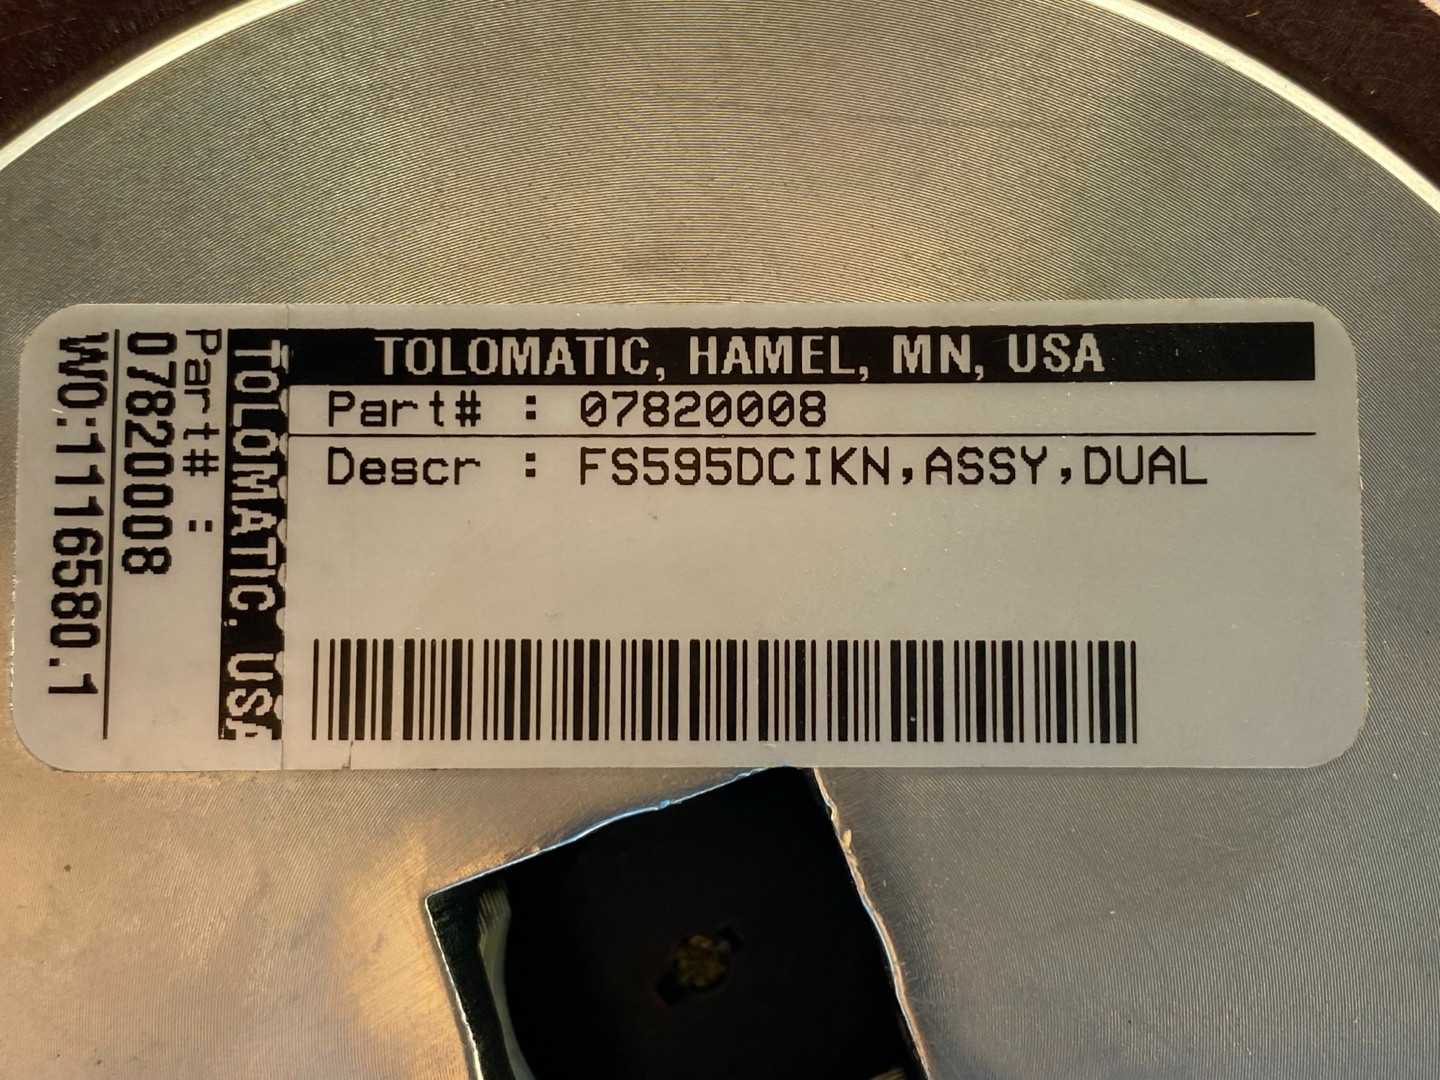 TOLOMATIC, HAMEL, MN, USA
Part# : 07820008
Descr : FS595DCIKN,ASSY,DUAL
TOLOMATIC, USA
Part# :
07820008
WO:1116580.1